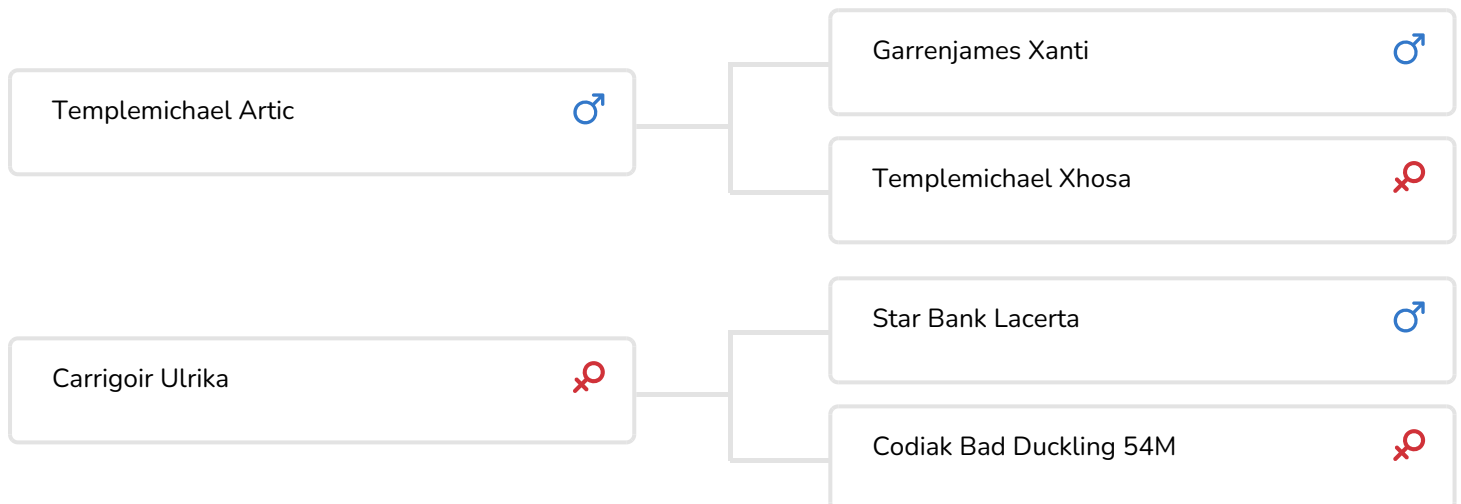 Garrenjames Xanti
Templemichael Artic
Templemichael Xhosa
Star Bank Lacerta
Carrigoir Ulrika
Codiak Bad Duckling 54M